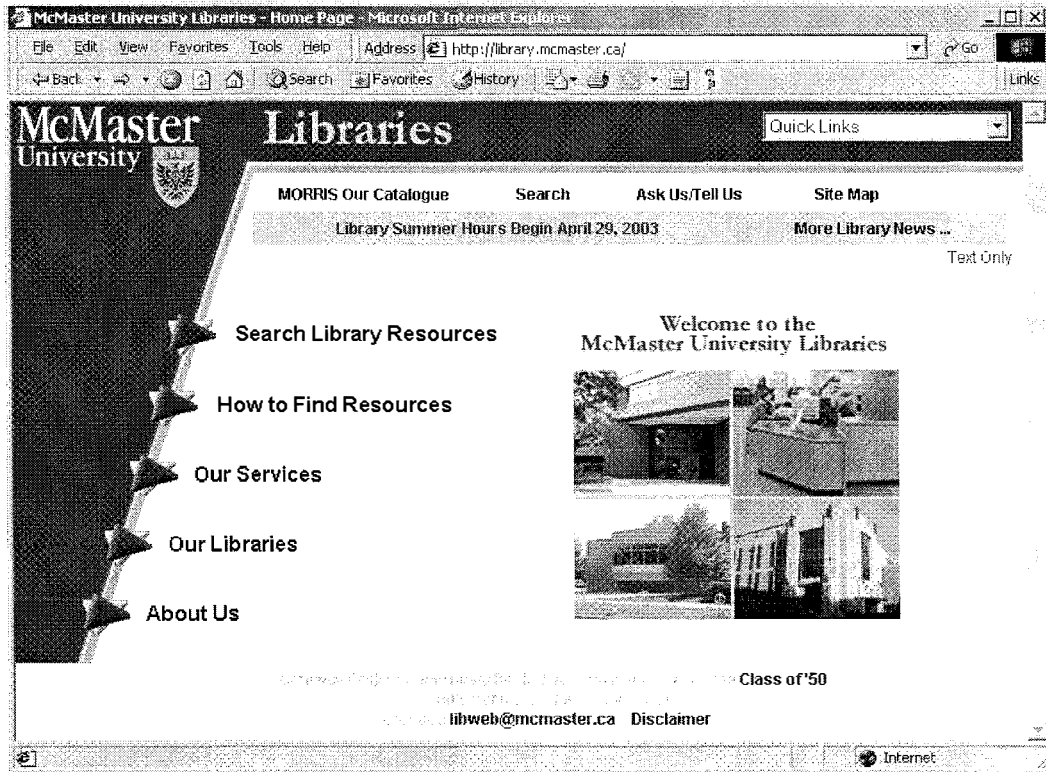 McMaster University Libraries - Home Page - Microsoft Internet Explorer
File Edit View Favorites Tools Help Address http://library.mcmaster.ca/ Go
Back Search Favorites History Links
McMaster University
Libraries
Quick Links
MORRIS Our Catalogue Search Ask Us/Tell Us Site Map
Library Summer Hours Begin April 29, 2003 More Library News ...
Text Only
Search Library Resources
How to Find Resources
Our Services
Our Libraries
About Us
Welcome to the
McMaster University Libraries
Class of '50
libweb@mcmaster.ca Disclaimer
Internet